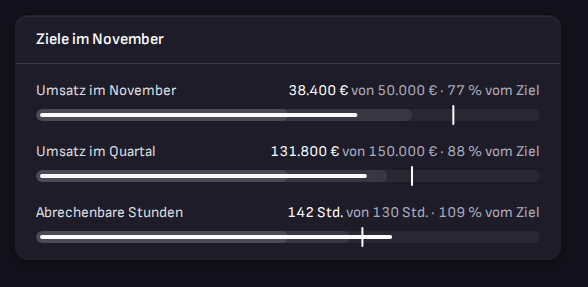 Ziele im November
Umsatz im November 38.400 € von 50.000 € · 77 % vom Ziel
Umsatz im Quartal 131.800 € von 150.000 € · 88 % vom Ziel
Abrechenbare Stunden 142 Std. von 130 Std. · 109 % vom Ziel